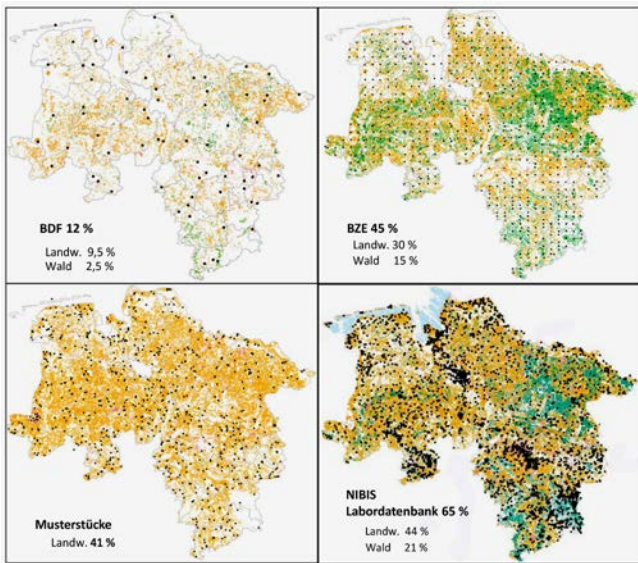 BDF 12 %
Landw. 9,5 %
Wald 2,5 %
BZE 45 %
Landw. 30 %
Wald 15 %
Musterstücke
Landw. 41 %
NIBIS
Labordatenbank 65 %
Landw. 44 %
Wald 21 %